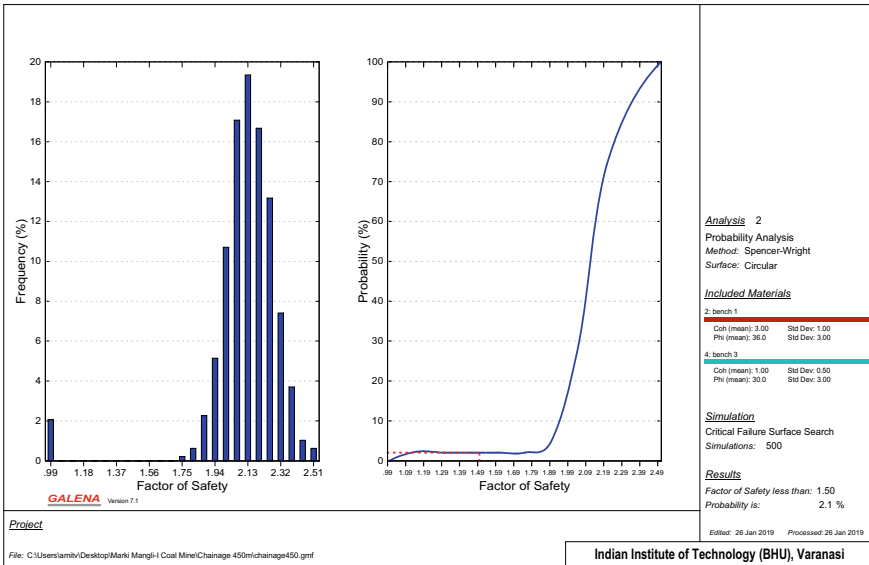 20
18
16
14
12
10
8
6
4
2
0
Frequency (%)
.99 1.18 1.37 1.56 1.75 1.94 2.13 2.32 2.51
Factor of Safety
GALENA Version 7.1
100
90
80
70
60
50
40
30
20
10
0
Probability (%)
.99 1.09 1.19 1.29 1.39 1.49 1.59 1.69 1.79 1.89 1.99 2.09 2.19 2.29 2.39 2.49
Factor of Safety
Analysis 2
Probability Analysis
Method: Spencer-Wright
Surface: Circular
Included Materials
2: bench 1
Coh (mean): 3.00 Std Dev: 1.00
Phi (mean): 36.0 Std Dev: 3.00
4: bench 3
Coh (mean): 1.00 Std Dev: 0.50
Phi (mean): 30.0 Std Dev: 3.00
Simulation
Critical Failure Surface Search
Simulations: 500
Results
Factor of Safety less than: 1.50
Probability is: 2.1 %
Edited: 26 Jan 2019 Processed: 26 Jan 2019
Project
File: C:\Users\amitv\Desktop\Marki Mangli-I Coal Mine\Chainage 450m\chainage450.gmf
Indian Institute of Technology (BHU), Varanasi